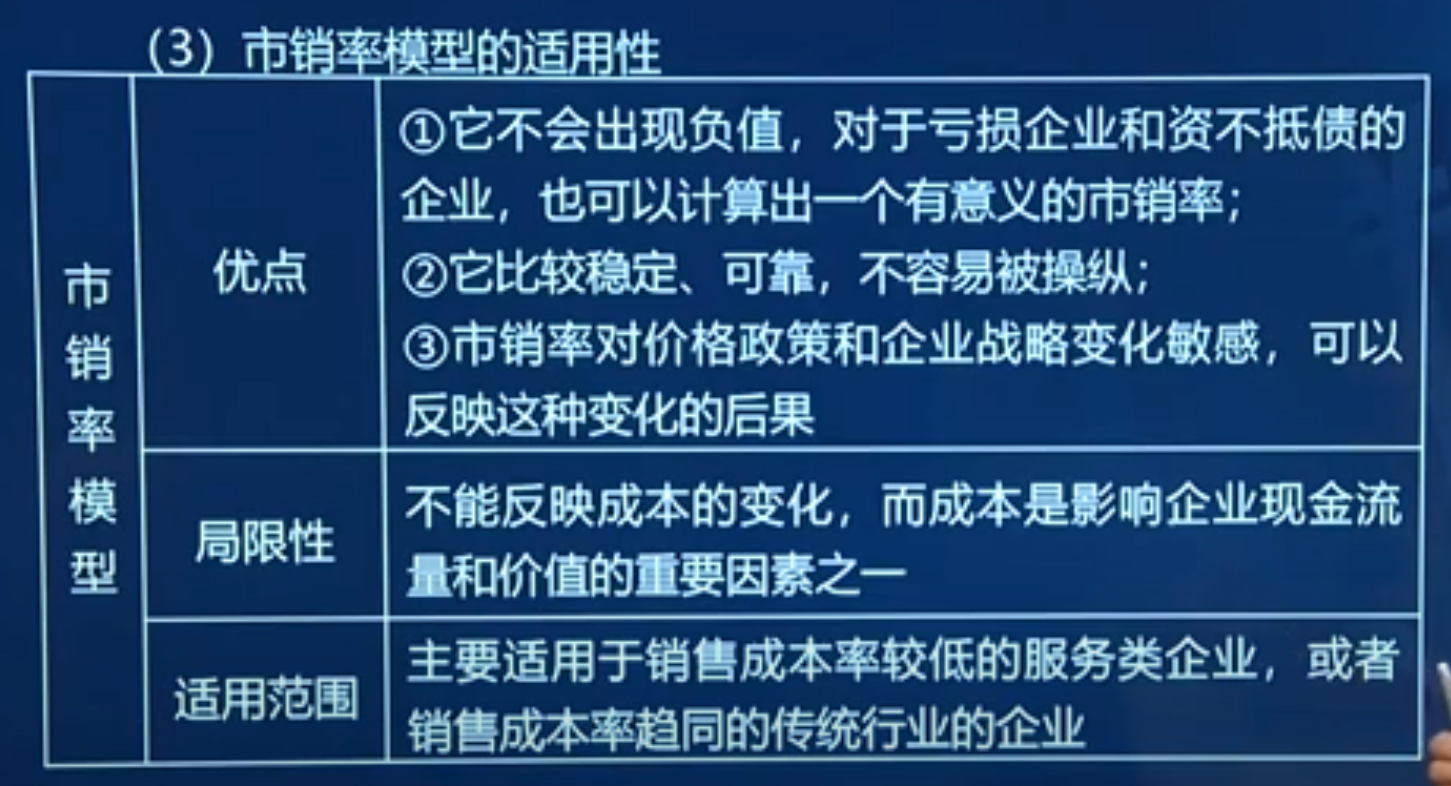 （3）市销率模型的适用性
市销率模型
优点
①它不会出现负值，对于亏损企业和资不抵债的
企业，也可以计算出一个有意义的市销率；
②它比较稳定、可靠，不容易被操纵；
③市销率对价格政策和企业战略变化敏感，可以
反映这种变化的后果
局限性
不能反映成本的变化，而成本是影响企业现金流
量和价值的重要因素之一
适用范围
主要适用于销售成本率较低的服务类企业，或者
销售成本率趋同的传统行业的企业